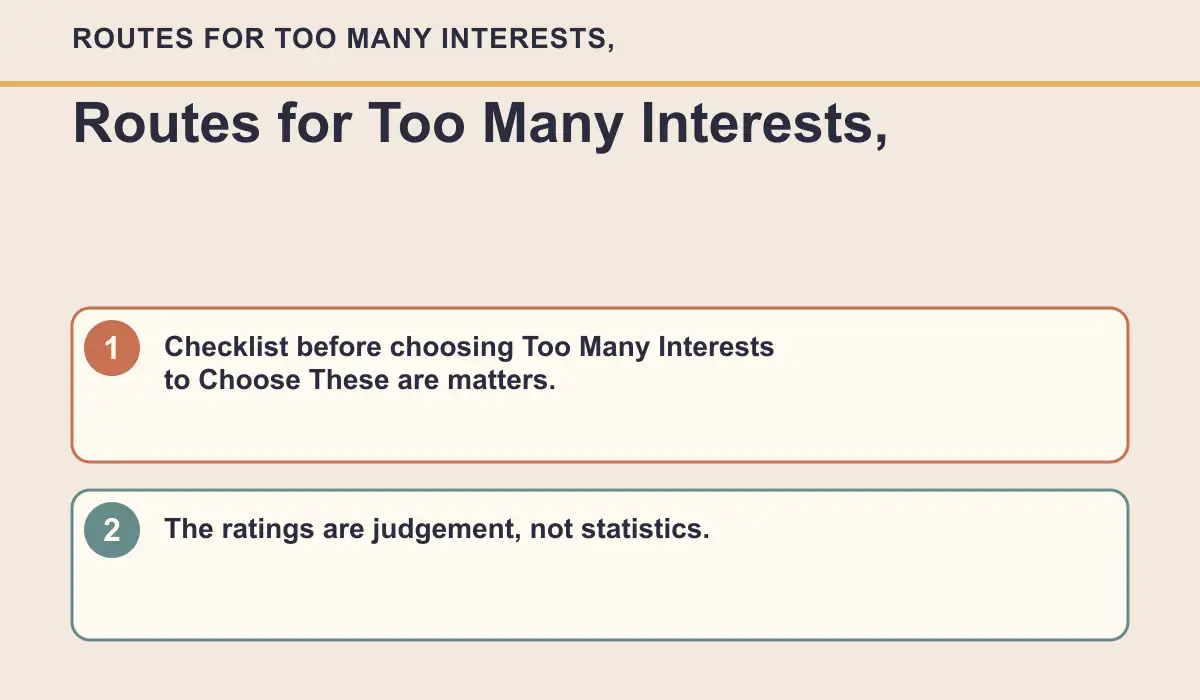 ROUTES FOR TOO MANY INTERESTS,
Routes for Too Many Interests,
1
Checklist before choosing Too Many Interests
to Choose These are matters.
2
The ratings are judgement, not statistics.